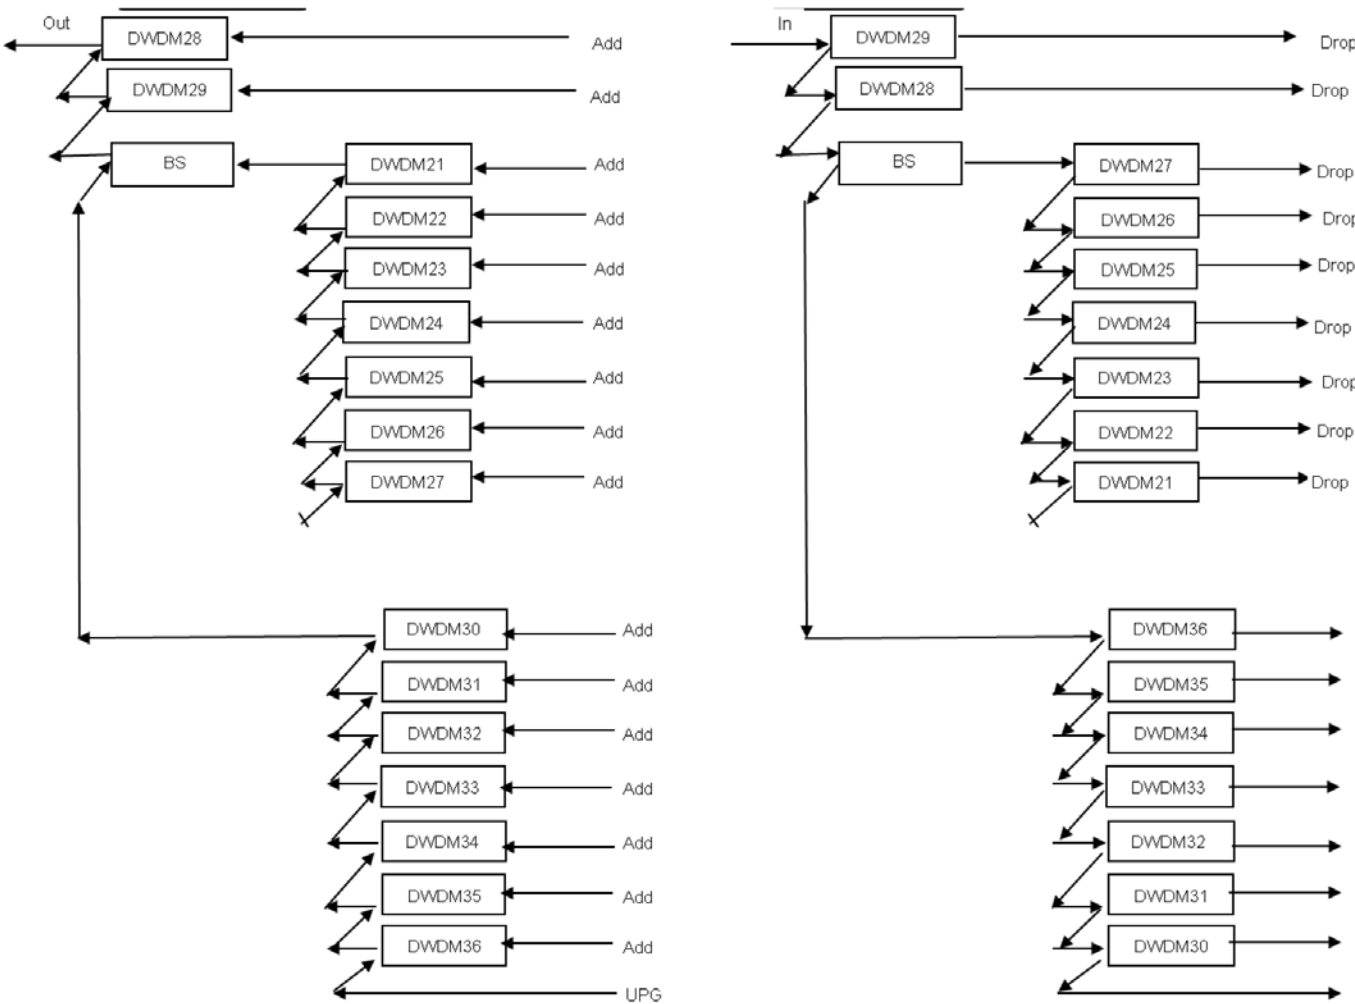 Out
DWDM28
Add
DWDM29
Add
BS
DWDM21
Add
DWDM22
Add
DWDM23
Add
DWDM24
Add
DWDM25
Add
DWDM26
Add
DWDM27
Add
DWDM30
Add
DWDM31
Add
DWDM32
Add
DWDM33
Add
DWDM34
Add
DWDM35
Add
DWDM36
Add
UPG
In
DWDM29
Drop
DWDM28
Drop
BS
DWDM27
Drop
DWDM26
Drop
DWDM25
Drop
DWDM24
Drop
DWDM23
Drop
DWDM22
Drop
DWDM21
Drop
DWDM36
DWDM35
DWDM34
DWDM33
DWDM32
DWDM31
DWDM30